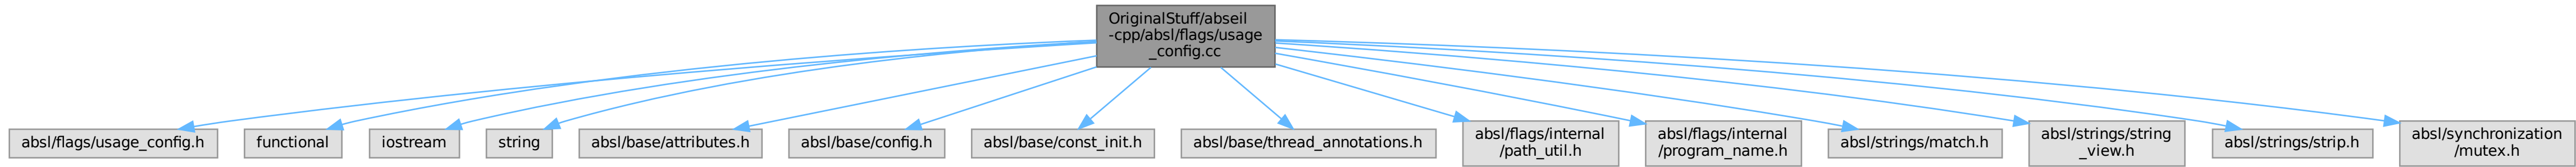 OriginalStuff/abseil
-cpp/absl/flags/usage
_config.cc
absl/flags/usage_config.h
functional
iostream
string
absl/base/attributes.h
absl/base/config.h
absl/base/const_init.h
absl/base/thread_annotations.h
absl/flags/internal
/path_util.h
absl/flags/internal
/program_name.h
absl/strings/match.h
absl/strings/string
_view.h
absl/strings/strip.h
absl/synchronization
/mutex.h